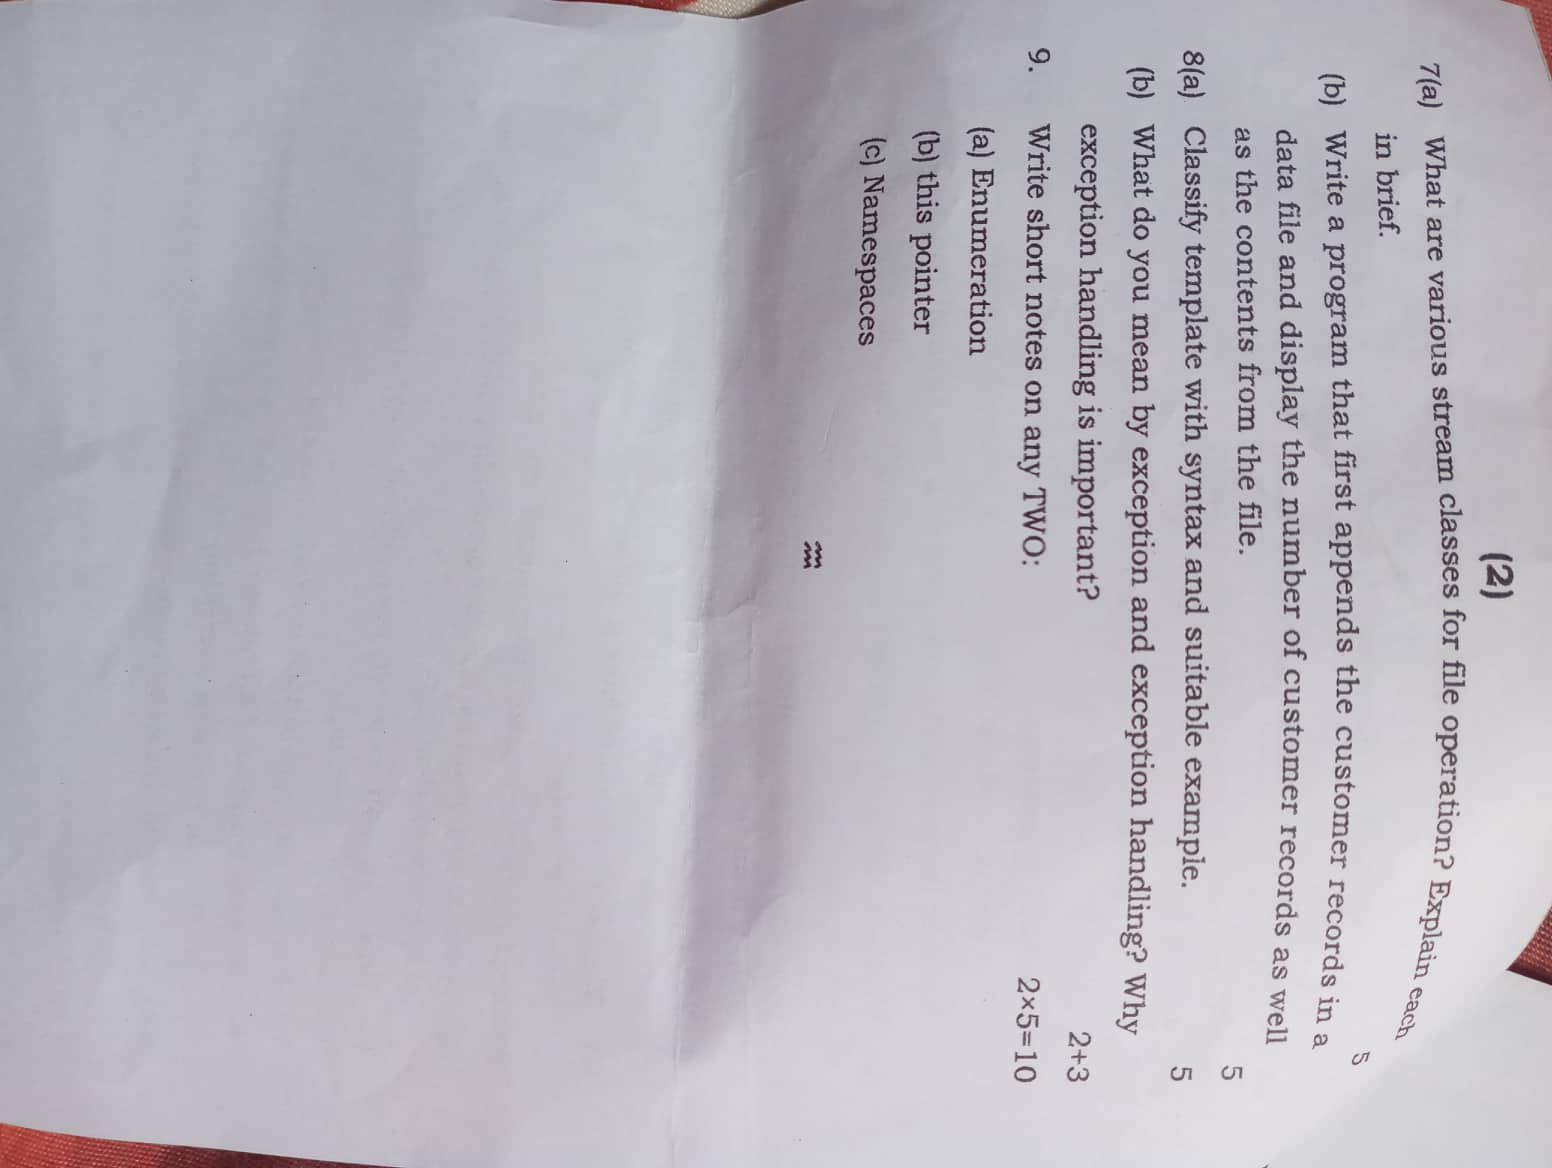 (2)
7(a) What are various stream classes for file operation? Explain each
in brief. 5
(b) Write a program that first appends the customer records in a
data file and display the number of customer records as well
as the contents from the file. 5
8(a) Classify template with syntax and suitable example. 5
(b) What do you mean by exception and exception handling? Why
exception handling is important? 2+3
9. Write short notes on any TWO: 2×5=10
(a) Enumeration
(b) this pointer
(c) Namespaces